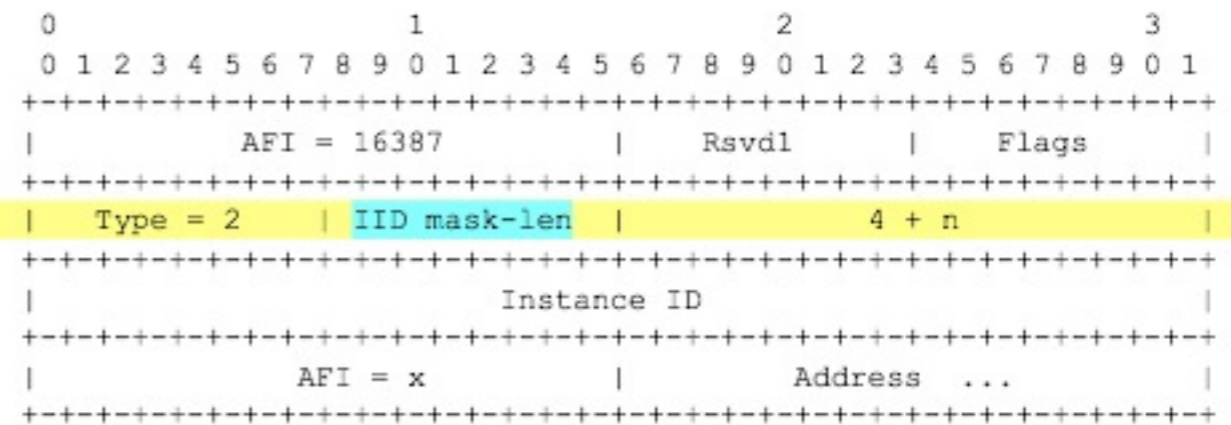 0                   1                   2                   3
 0 1 2 3 4 5 6 7 8 9 0 1 2 3 4 5 6 7 8 9 0 1 2 3 4 5 6 7 8 9 0 1
+-+-+-+-+-+-+-+-+-+-+-+-+-+-+-+-+-+-+-+-+-+-+-+-+-+-+-+-+-+-+-+-+
|           AFI = 16387         |     Rsvd1     |     Flags     |
+-+-+-+-+-+-+-+-+-+-+-+-+-+-+-+-+-+-+-+-+-+-+-+-+-+-+-+-+-+-+-+-+
|   Type = 2    | IID mask-len  |             4 + n             |
+-+-+-+-+-+-+-+-+-+-+-+-+-+-+-+-+-+-+-+-+-+-+-+-+-+-+-+-+-+-+-+-+
|                         Instance ID                           |
+-+-+-+-+-+-+-+-+-+-+-+-+-+-+-+-+-+-+-+-+-+-+-+-+-+-+-+-+-+-+-+-+
|              AFI = x          |         Address  ...          |
+-+-+-+-+-+-+-+-+-+-+-+-+-+-+-+-+-+-+-+-+-+-+-+-+-+-+-+-+-+-+-+-+